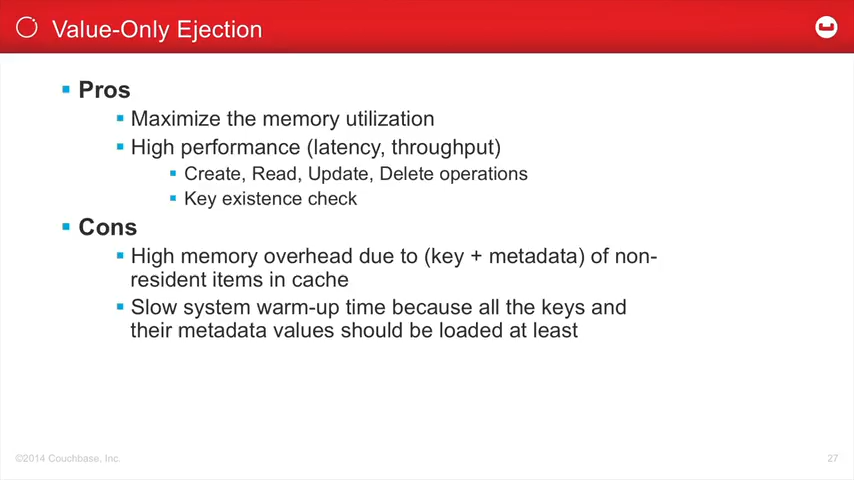 Value-Only Ejection
Pros
Maximize the memory utilization
High performance (latency, throughput)
Create, Read, Update, Delete operations
Key existence check
Cons
High memory overhead due to (key + metadata) of non-
resident items in cache
Slow system warm-up time because all the keys and
their metadata values should be loaded at least
©2014 Couchbase, Inc.
27